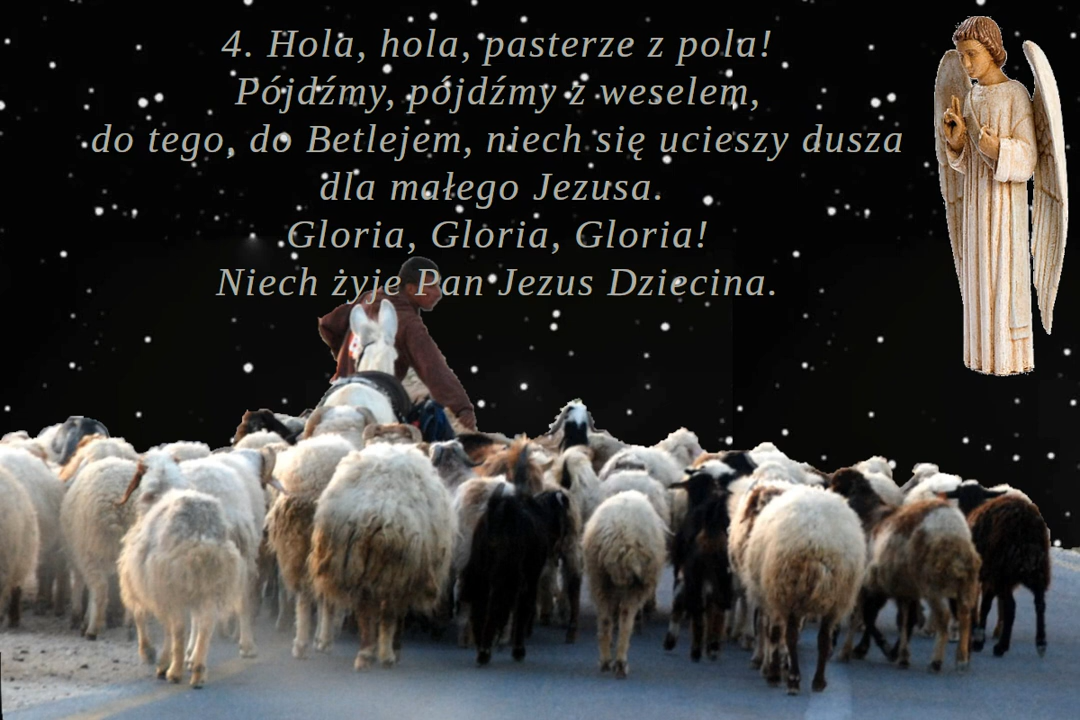 4. Hola, hola, pasterze z pola!
Pójdźmy, pójdźmy z weselem,
do tego, do Betlejem, niech się ucieszy dusza
dla małego Jezusa.
Gloria, Gloria, Gloria!
Niech żyje Pan Jezus Dziecina.